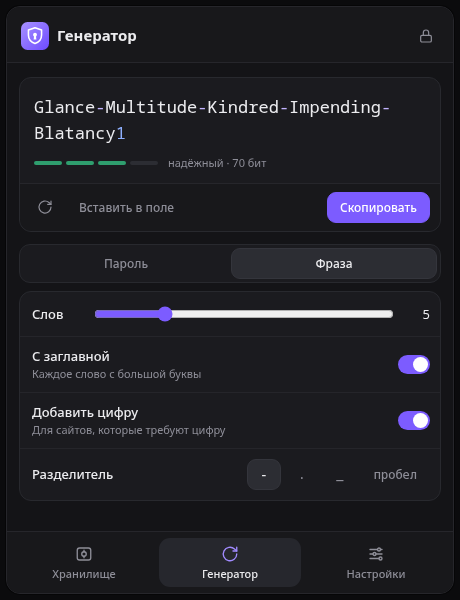 Генератор
Glance-Multitude-Kindred-Impending-
Blatancy1
надёжный · 70 бит
Вставить в поле
Скопировать
Пароль
Фраза
Слов
5
С заглавной
Каждое слово с большой буквы
Добавить цифру
Для сайтов, которые требуют цифру
Разделитель
-
.
_
пробел
Хранилище
Генератор
Настройки